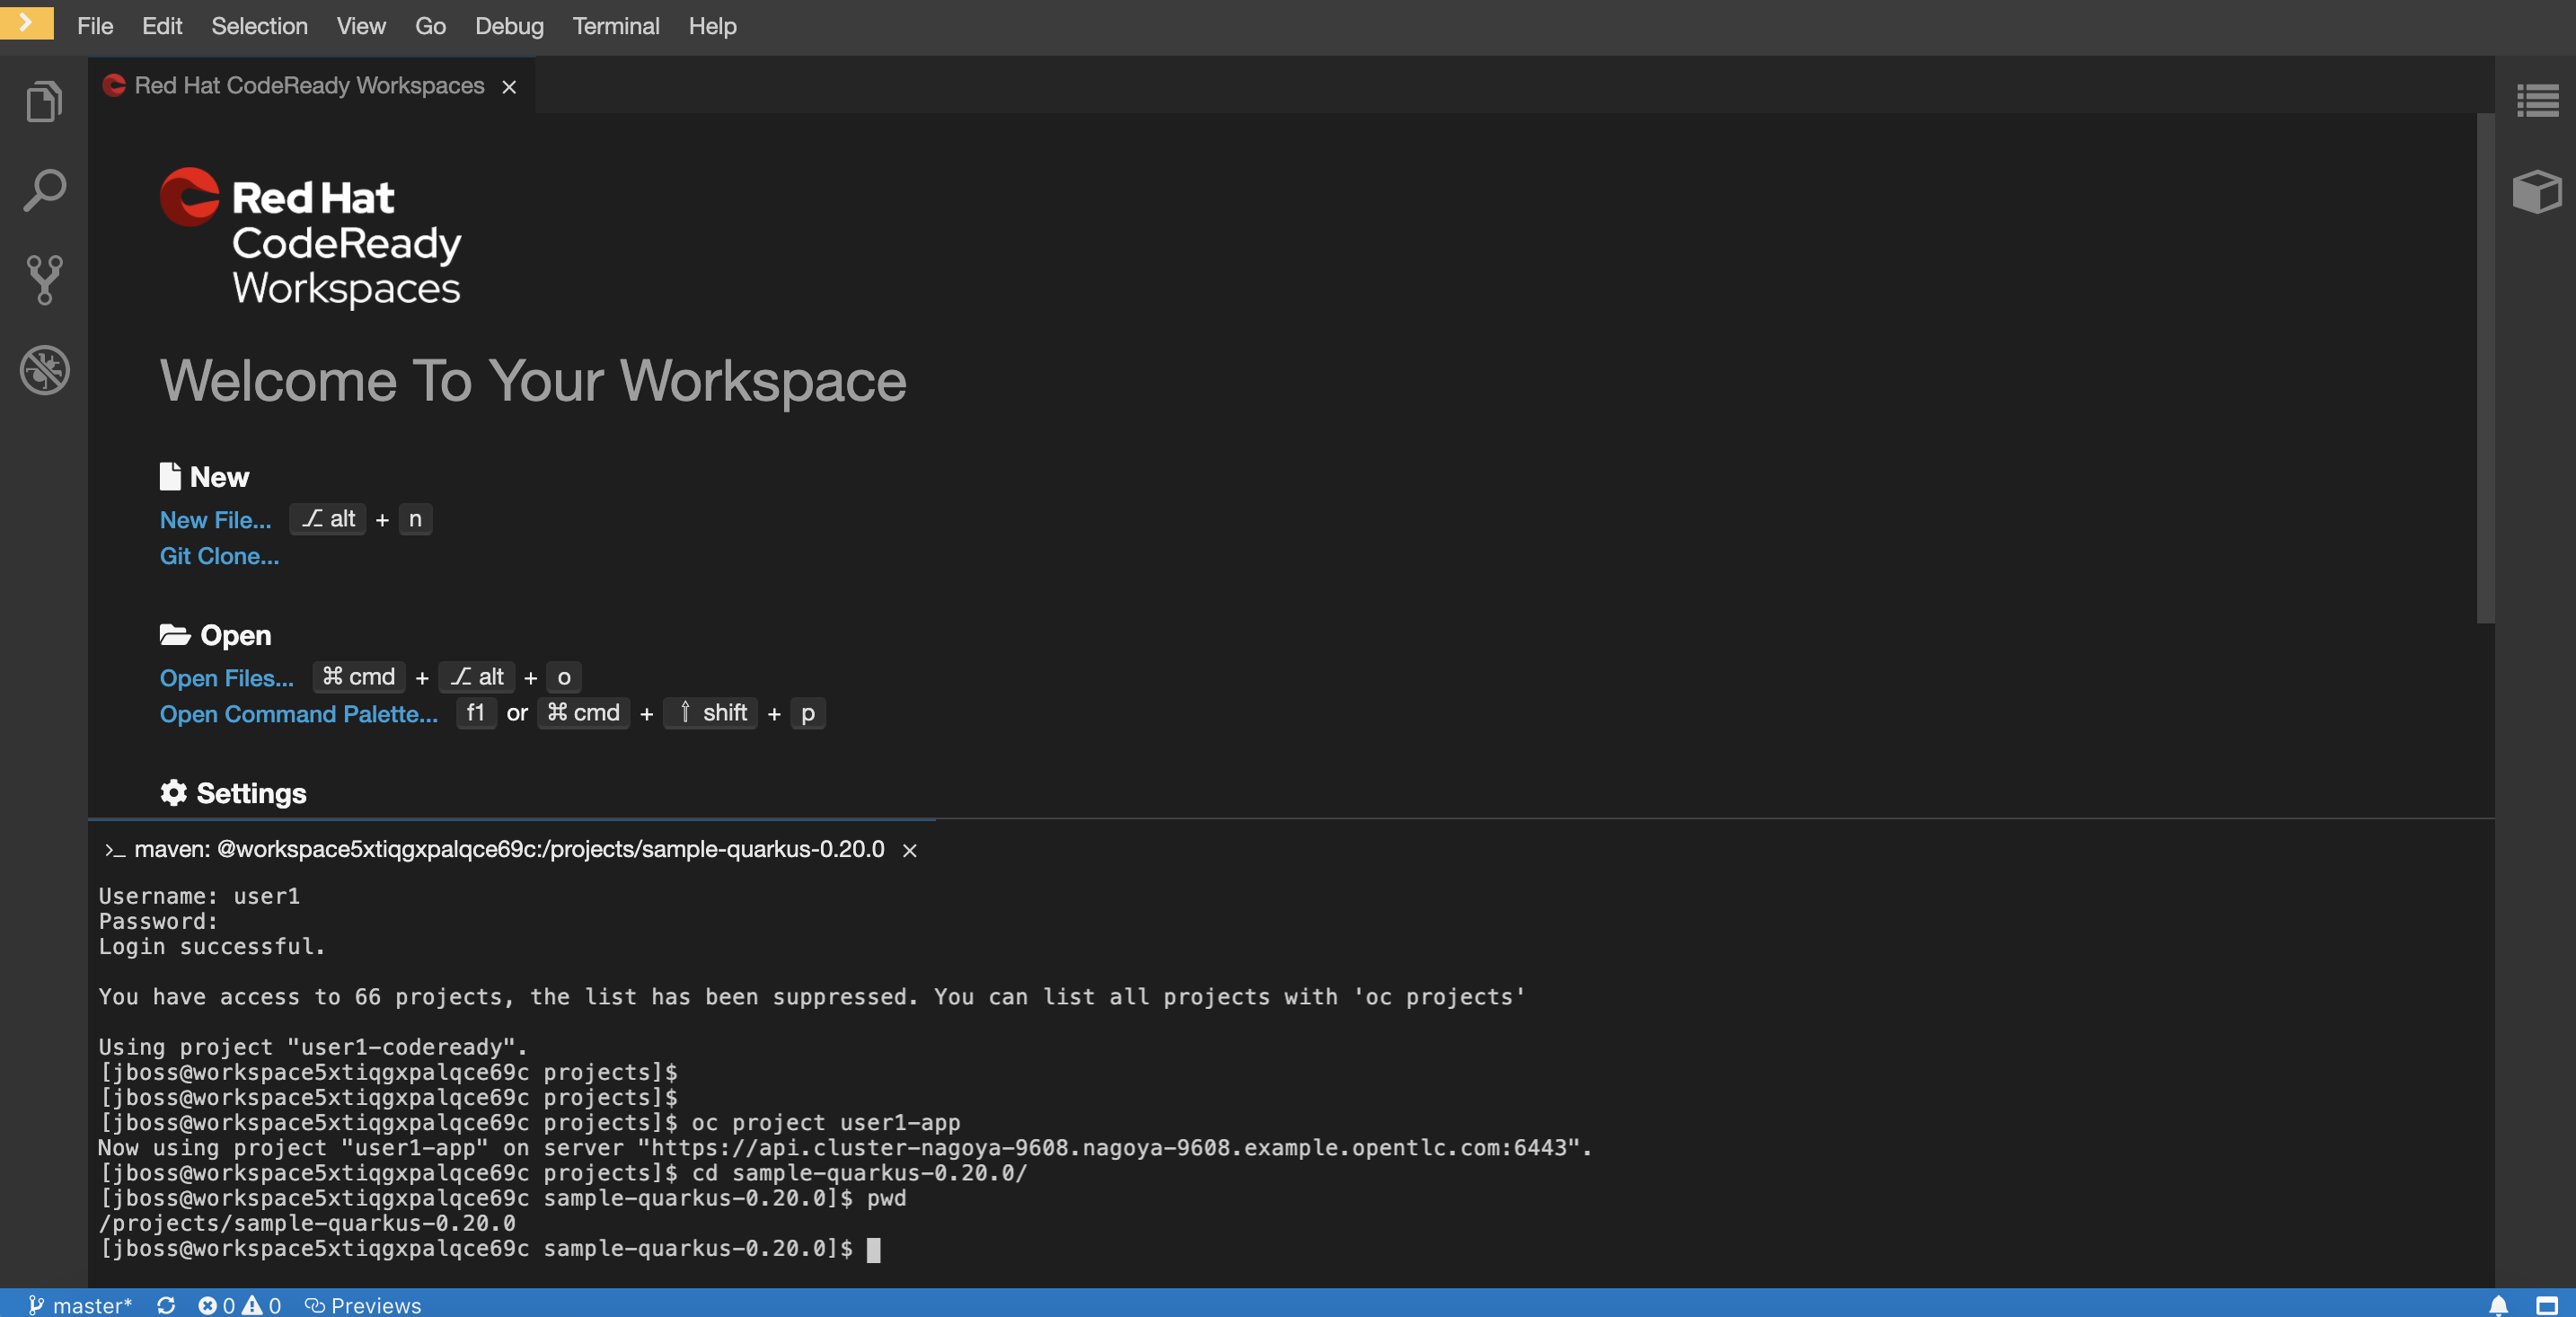 File Edit Selection View Go Debug Terminal Help
Red Hat CodeReady Workspaces
Red Hat
CodeReady
Workspaces
Welcome To Your Workspace
New
New File... ⌥ alt + n
Git Clone...
Open
Open Files... ⌘ cmd + ⌥ alt + o
Open Command Palette... f1 or ⌘ cmd + ⇧ shift + p
Settings
>_ maven: @workspace5xtiqgxpalqce69c:/projects/sample-quarkus-0.20.0
Username: user1
Password:
Login successful.
You have access to 66 projects, the list has been suppressed. You can list all projects with 'oc projects'
Using project "user1-codeready".
[jboss@workspace5xtiqgxpalqce69c projects]$
[jboss@workspace5xtiqgxpalqce69c projects]$
[jboss@workspace5xtiqgxpalqce69c projects]$ oc project user1-app
Now using project "user1-app" on server "https://api.cluster-nagoya-9608.nagoya-9608.example.opentlc.com:6443".
[jboss@workspace5xtiqgxpalqce69c projects]$ cd sample-quarkus-0.20.0/
[jboss@workspace5xtiqgxpalqce69c sample-quarkus-0.20.0]$ pwd
/projects/sample-quarkus-0.20.0
[jboss@workspace5xtiqgxpalqce69c sample-quarkus-0.20.0]$
master* 0 0 Previews